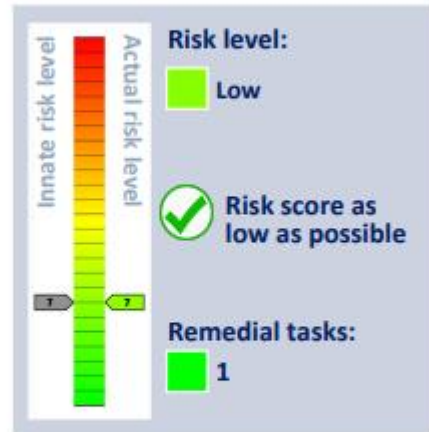 Innate risk level
Actual risk level
7
7
Risk level:
Low
Risk score as
low as possible
Remedial tasks:
1